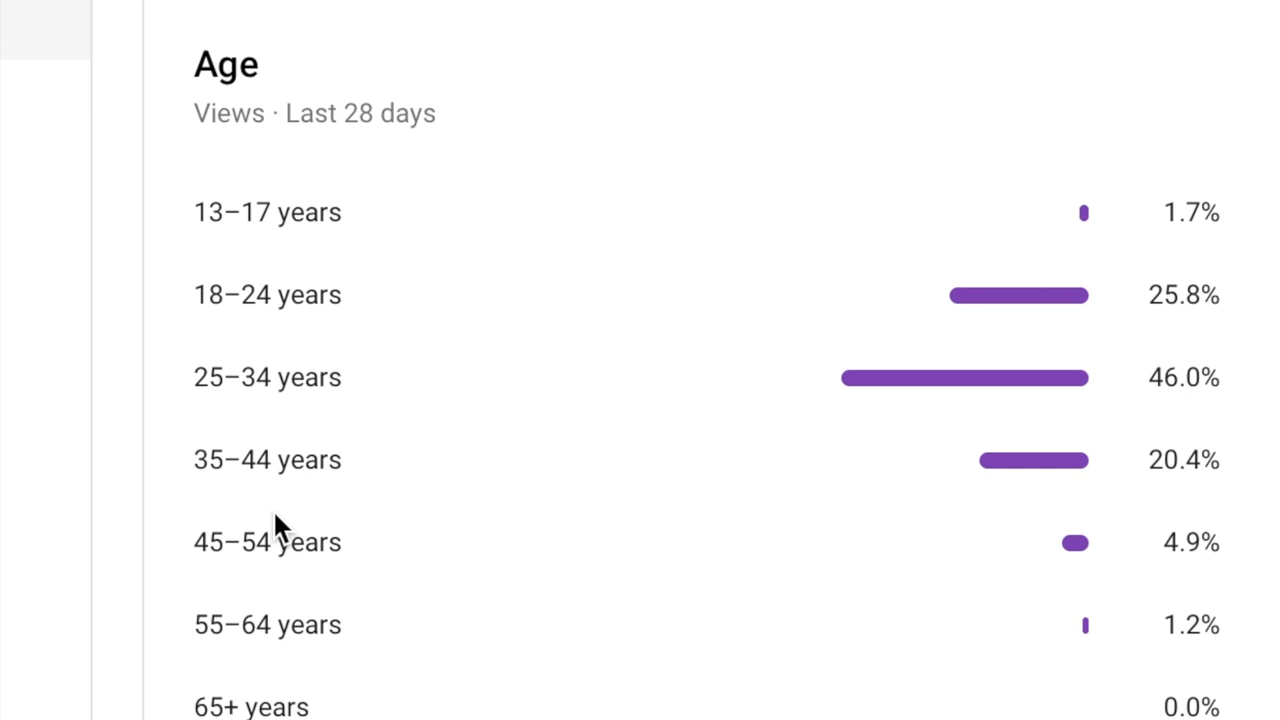 Age
Views · Last 28 days
13–17 years 1.7%
18–24 years 25.8%
25–34 years 46.0%
35–44 years 20.4%
45–54 years 4.9%
55–64 years 1.2%
65+ years 0.0%